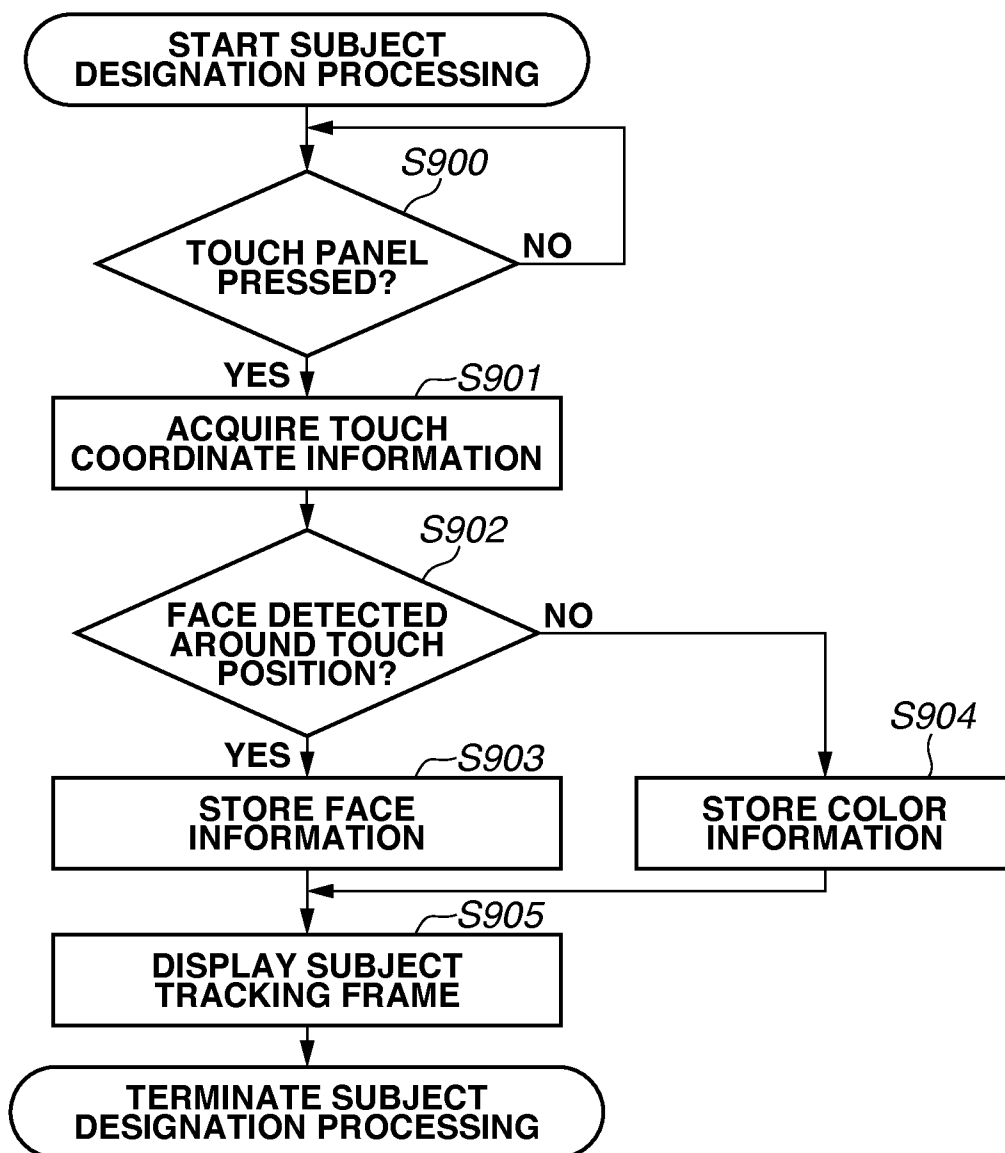 START SUBJECT
DESIGNATION PROCESSING
S900
TOUCH PANEL
PRESSED?
NO
YES
S901
ACQUIRE TOUCH
COORDINATE INFORMATION
S902
FACE DETECTED
AROUND TOUCH
POSITION?
NO
YES
S903
STORE FACE
INFORMATION
S904
STORE COLOR
INFORMATION
S905
DISPLAY SUBJECT
TRACKING FRAME
TERMINATE SUBJECT
DESIGNATION PROCESSING